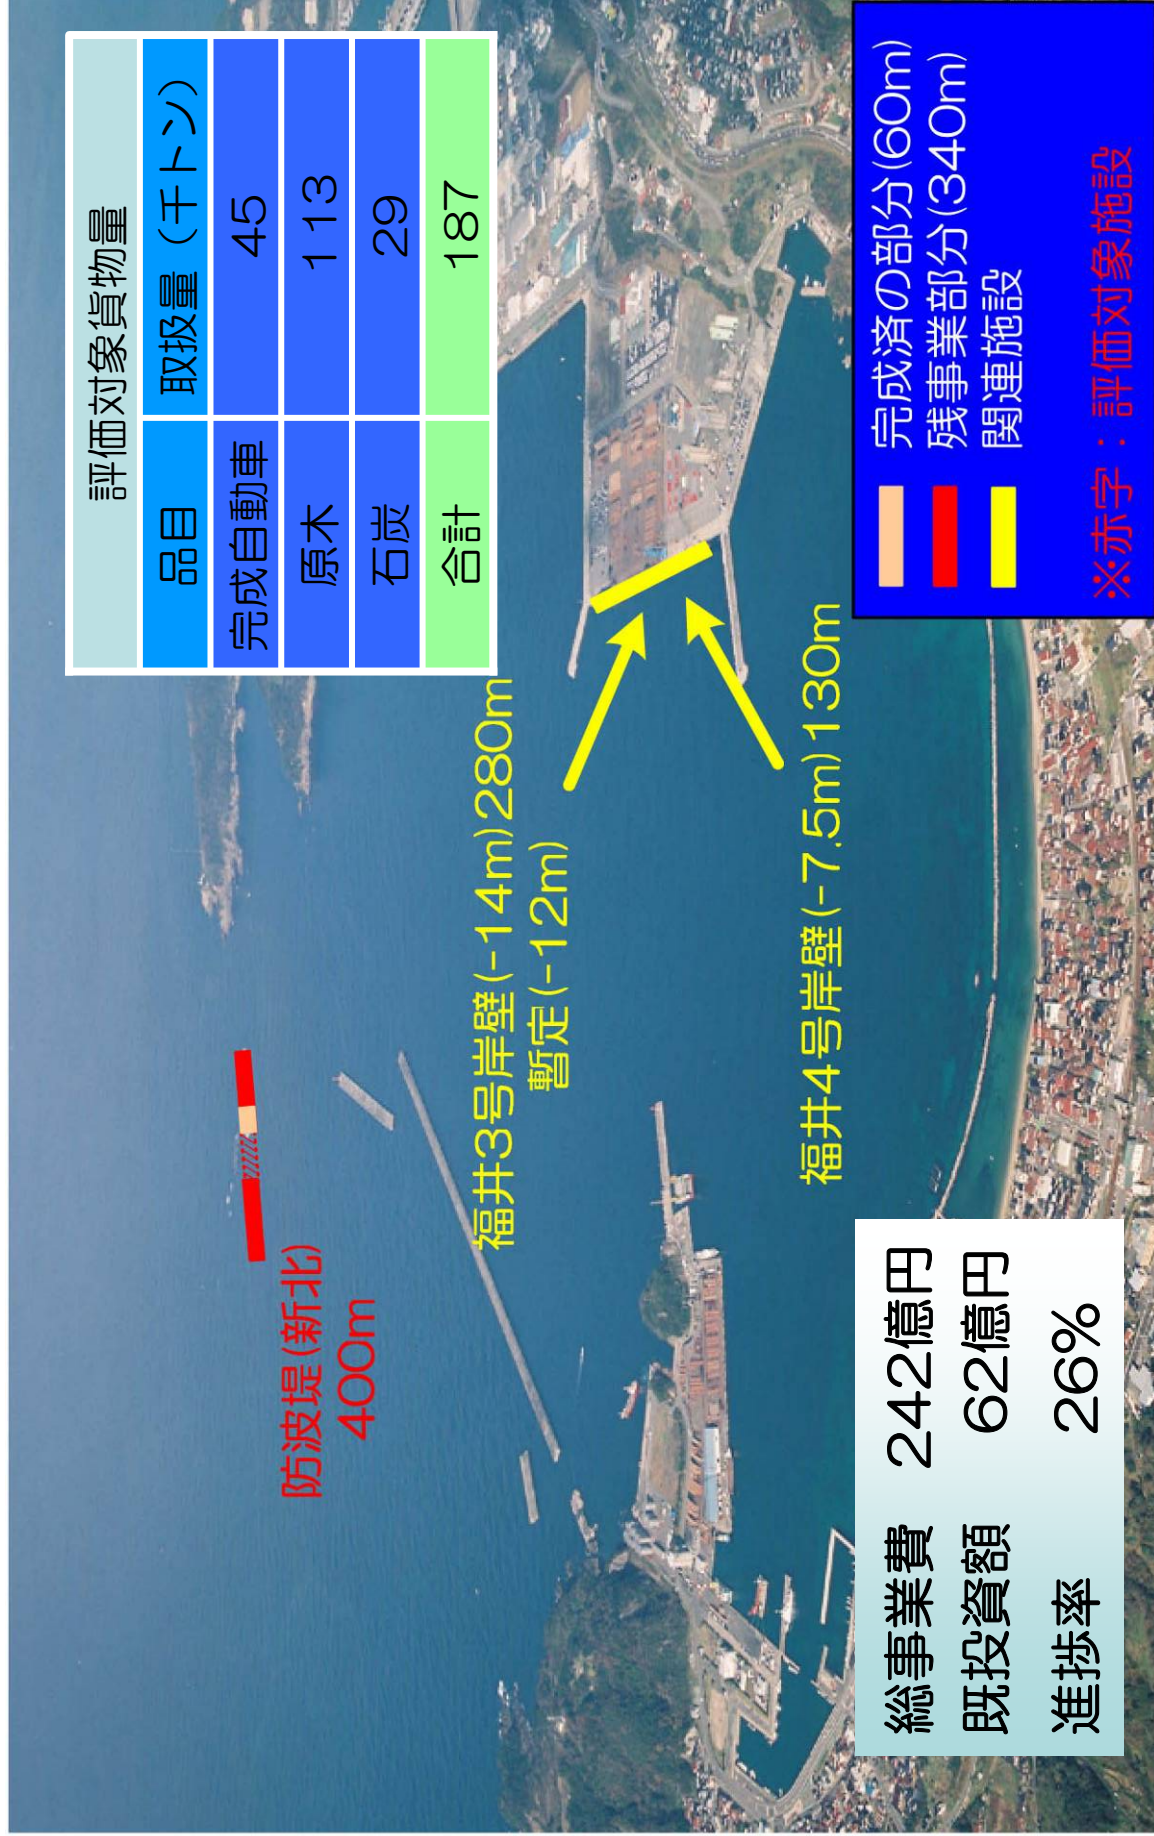 評価対象貨物量
品目 取扱量(千トン)
完成自動車 45
原木 113
石炭 29
合計 187
防波堤(新北)
400m
福井3号岸壁(-14m)280m
暫定(-12m)
福井4号岸壁(-7.5m)130m
総事業費 242億円
既投資額 62億円
進捗率 26%
完成済の部分(60m)
残事業部分(340m)
関連施設
※赤字:評価対象施設